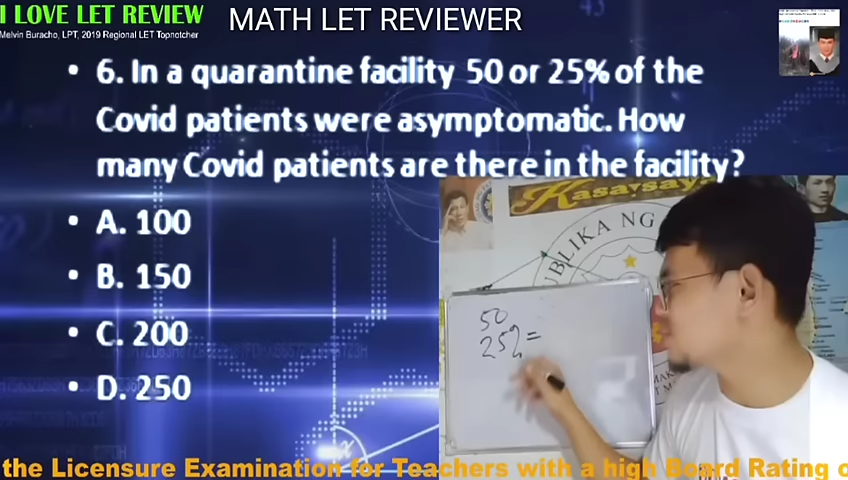 I LOVE LET REVIEW
Melvin Buracho, LPT, 2019 Regional LET Topnotcher
MATH LET REVIEWER
• 6. In a quarantine facility 50 or 25% of the
Covid patients were asymptomatic. How
many Covid patients are there in the facility?
• A. 100
• B. 150
• C. 200
• D. 250
Kasaysay
BLIKA NG
50
25% =
the Licensure Examination for Teachers with a high Board Rating o